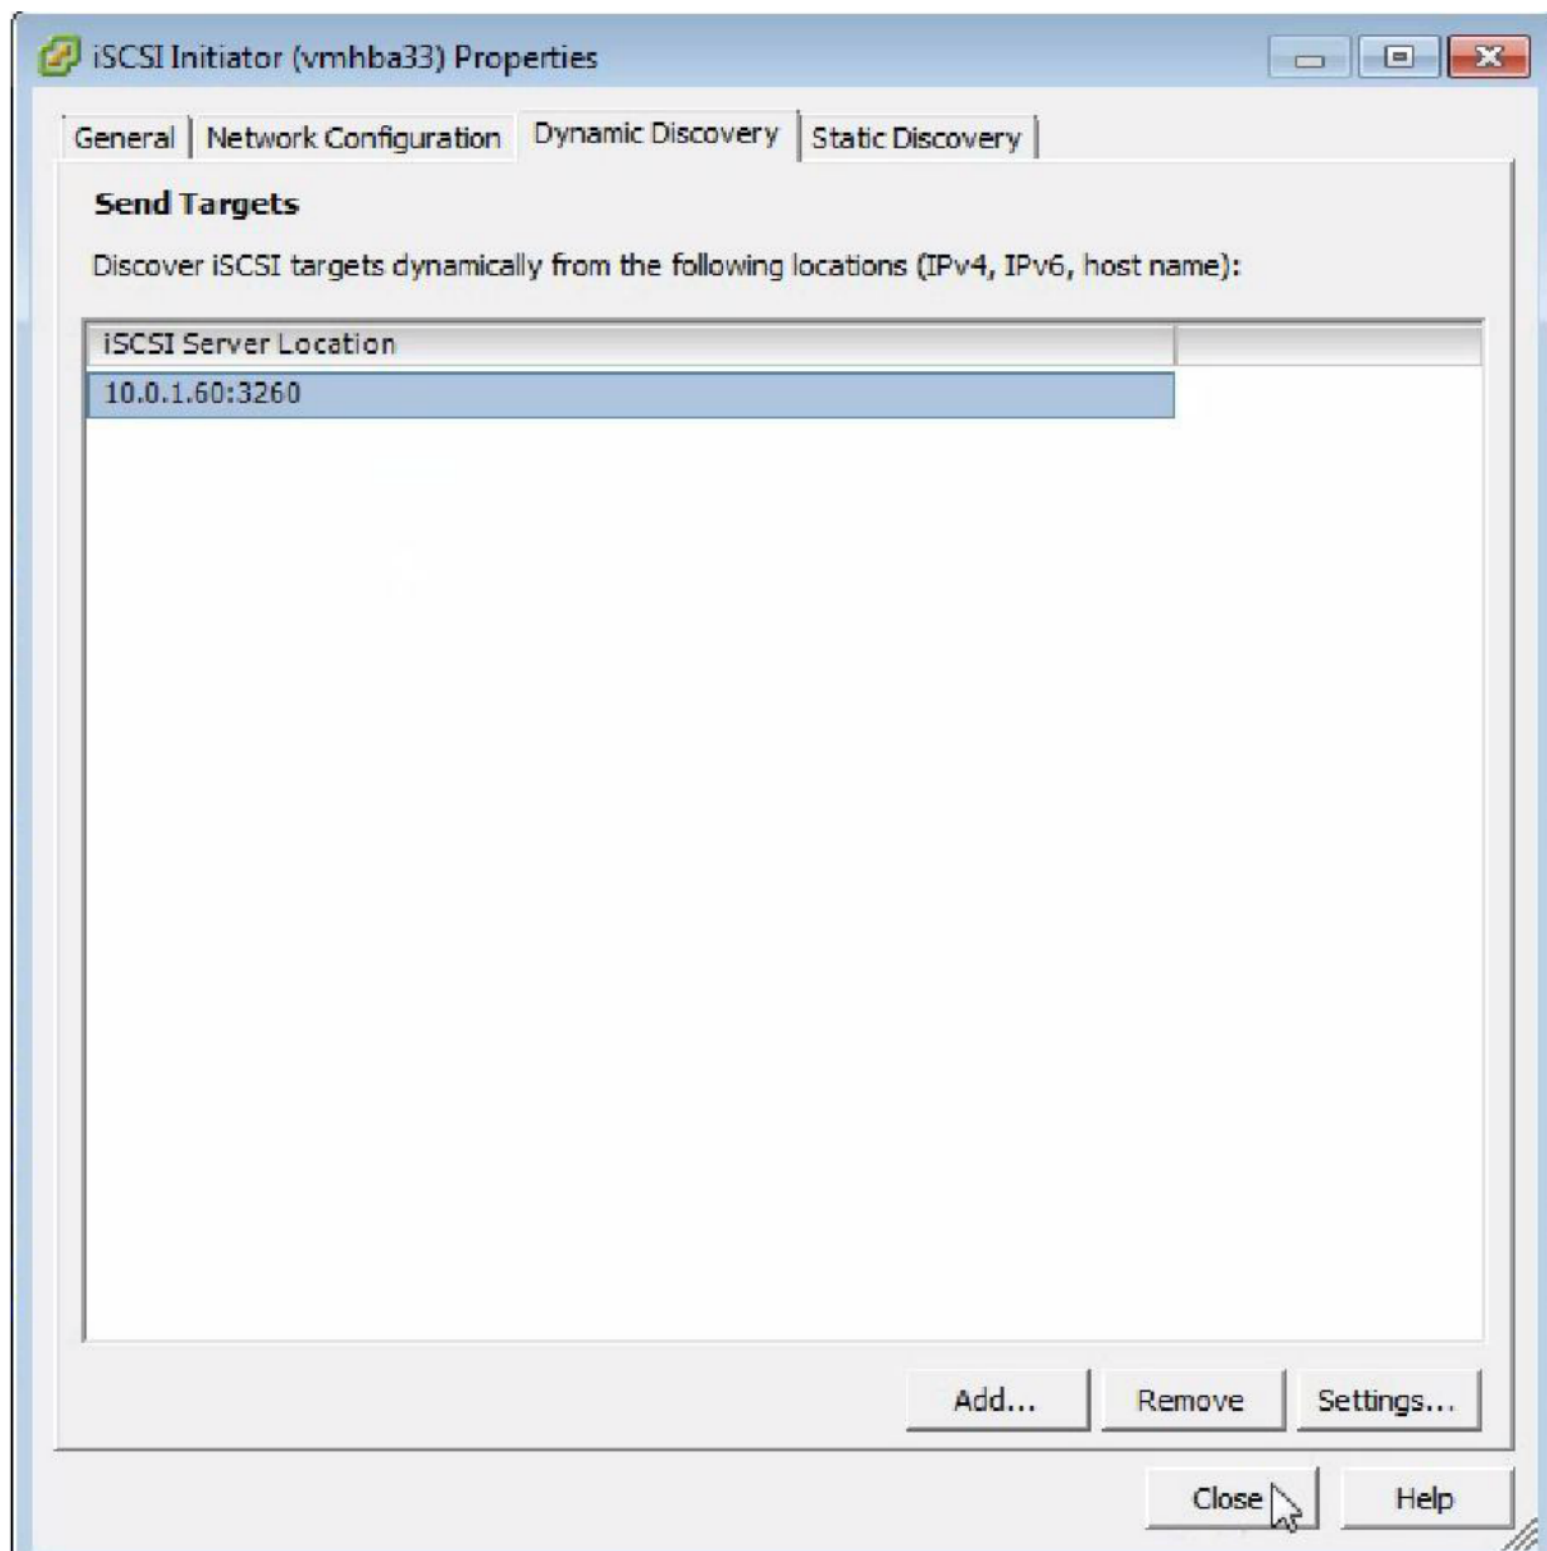 iSCSI Initiator (vmhba33) Properties
General Network Configuration Dynamic Discovery Static Discovery
Send Targets
Discover iSCSI targets dynamically from the following locations (IPv4, IPv6, host name):
iSCSI Server Location
10.0.1.60:3260
Add... Remove Settings...
Close Help